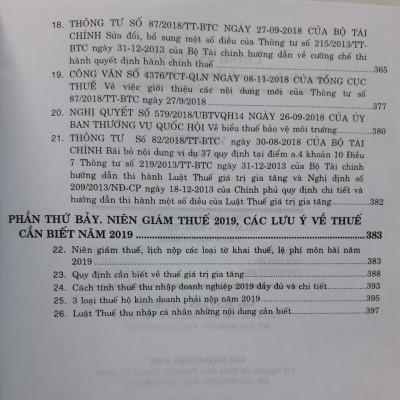 18. THÔNG TƯ SỐ 87/2018/TT-BTC NGÀY 27-09-2018 CỦA BỘ TÀI
CHÍNH Sửa đổi, bổ sung một số điều của Thông tư số 215/2013/TT-
BTC ngày 31-12-2013 của Bộ Tài chính hướng dẫn về cưỡng chế thi
hành quyết định hành chính thuế ...365
19. CÔNG VĂN SỐ 4376/TCT-QLN NGÀY 08-11-2018 CỦA TỔNG CỤC
THUẾ Về việc giới thiệu các nội dung mới của Thông tư số
87/2018/TT-BTC ngày 27/9/2018 ...377
20. NGHỊ QUYẾT SỐ 579/2018/UBTVQH14 NGÀY 26-09-2018 CỦA ỦY
BAN THƯỜNG VỤ QUỐC HỘI Về biểu thuế bảo vệ môi trường ...380
21. THÔNG TƯ Số 82/2018/TT-BTC ngày 30-08-2018 CỦA BỘ TÀI
CHÍNH Bãi bỏ nội dung ví dụ 37 quy định tại điểm a.4 khoản 10 Điều
7 Thông tư 219/2013/TT-BTC ngày 31-12-2013 của Bộ Tài chính
hướng dẫn thi hành Luật Thuế giá trị gia tăng và Nghị định số
209/2013/NĐ-CP ngày 18-12-2013 của Chính phủ quy định chi tiết và
hướng dẫn thi hành một số điều của Luật Thuế giá trị gia tăng ...382
PHẦN THỨ BẢY. NIÊN GIÁM THUẾ 2019, CÁC LƯU Ý VỀ THUẾ
CẦN BIẾT NĂM 2019 ...383
22. Niên giám thuế, lịch nộp các loại tờ khai thuế, lệ phí môn bài năm
2019 ...383
23. Quy định cần biết về thuế giá trị gia tăng ...388
24. Cách tính thuế thu nhập doanh nghiệp 2019 đầy đủ và chi tiết ...393
25. 3 loại thuế hộ kinh doanh phải nộp năm 2019 ...395
26. Luật Thuế thu nhập cá nhân những nội dung cần biết ...397